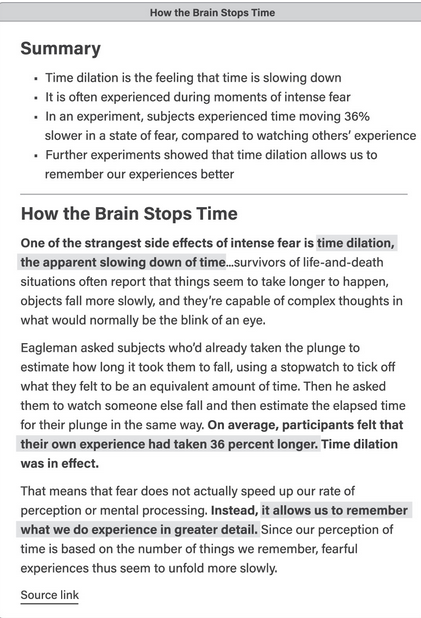 How the Brain Stops Time
Summary
• Time dilation is the feeling that time is slowing down
• It is often experienced during moments of intense fear
• In an experiment, subjects experienced time moving 36%
slower in a state of fear, compared to watching others’ experience
• Further experiments showed that time dilation allows us to
remember our experiences better
How the Brain Stops Time
One of the strangest side effects of intense fear is time dilation,
the apparent slowing down of time...survivors of life-and-death
situations often report that things seem to take longer to happen,
objects fall more slowly, and they’re capable of complex thoughts in
what would normally be the blink of an eye.
Eagleman asked subjects who’d already taken the plunge to
estimate how long it took them to fall, using a stopwatch to tick off
what they felt to be an equivalent amount of time. Then he asked
them to watch someone else fall and then estimate the elapsed time
for their plunge in the same way. On average, participants felt that
their own experience had taken 36 percent longer. Time dilation
was in effect.
That means that fear does not actually speed up our rate of
perception or mental processing. Instead, it allows us to remember
what we do experience in greater detail. Since our perception of
time is based on the number of things we remember, fearful
experiences thus seem to unfold more slowly.
Source link